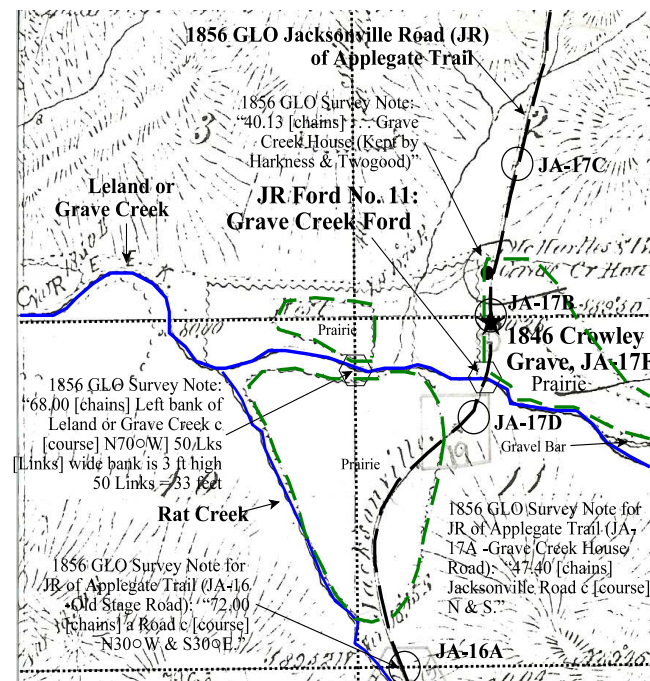 1856 GLO Jacksonville Road (JR)
of Applegate Trail
1856 GLO Survey Note:
"40.13 [chains] Grave
Creek House (Kept by
Harkness & Twogood)"
3
2
JA-17C
Leland or
Grave Creek
JR Ford No. 11:
Grave Creek Ford
JA-17B
1846 Crowley
Grave, JA-17F
Prairie
Prairie
1856 GLO Survey Note:
"68.00 [chains] Left bank of
Leland or Grave Creek c
[course] N70○W] 50 Lks
[Links] wide bank is 3 ft high
50 Links = 33 feet
JA-17D
Gravel Bar
Prairie
Rat Creek
Jacksonville
1856 GLO Survey Note for
JR of Applegate Trail (JA-
17A -Grave Creek House
Road): "47.40 [chains]
Jacksonville Road c [course]
N & S."
1856 GLO Survey Note for
JR of Applegate Trail (JA-16
-Old Stage Road): "72.00
[chains] a Road c [course]
N30○W & S30○E."
JA-16A